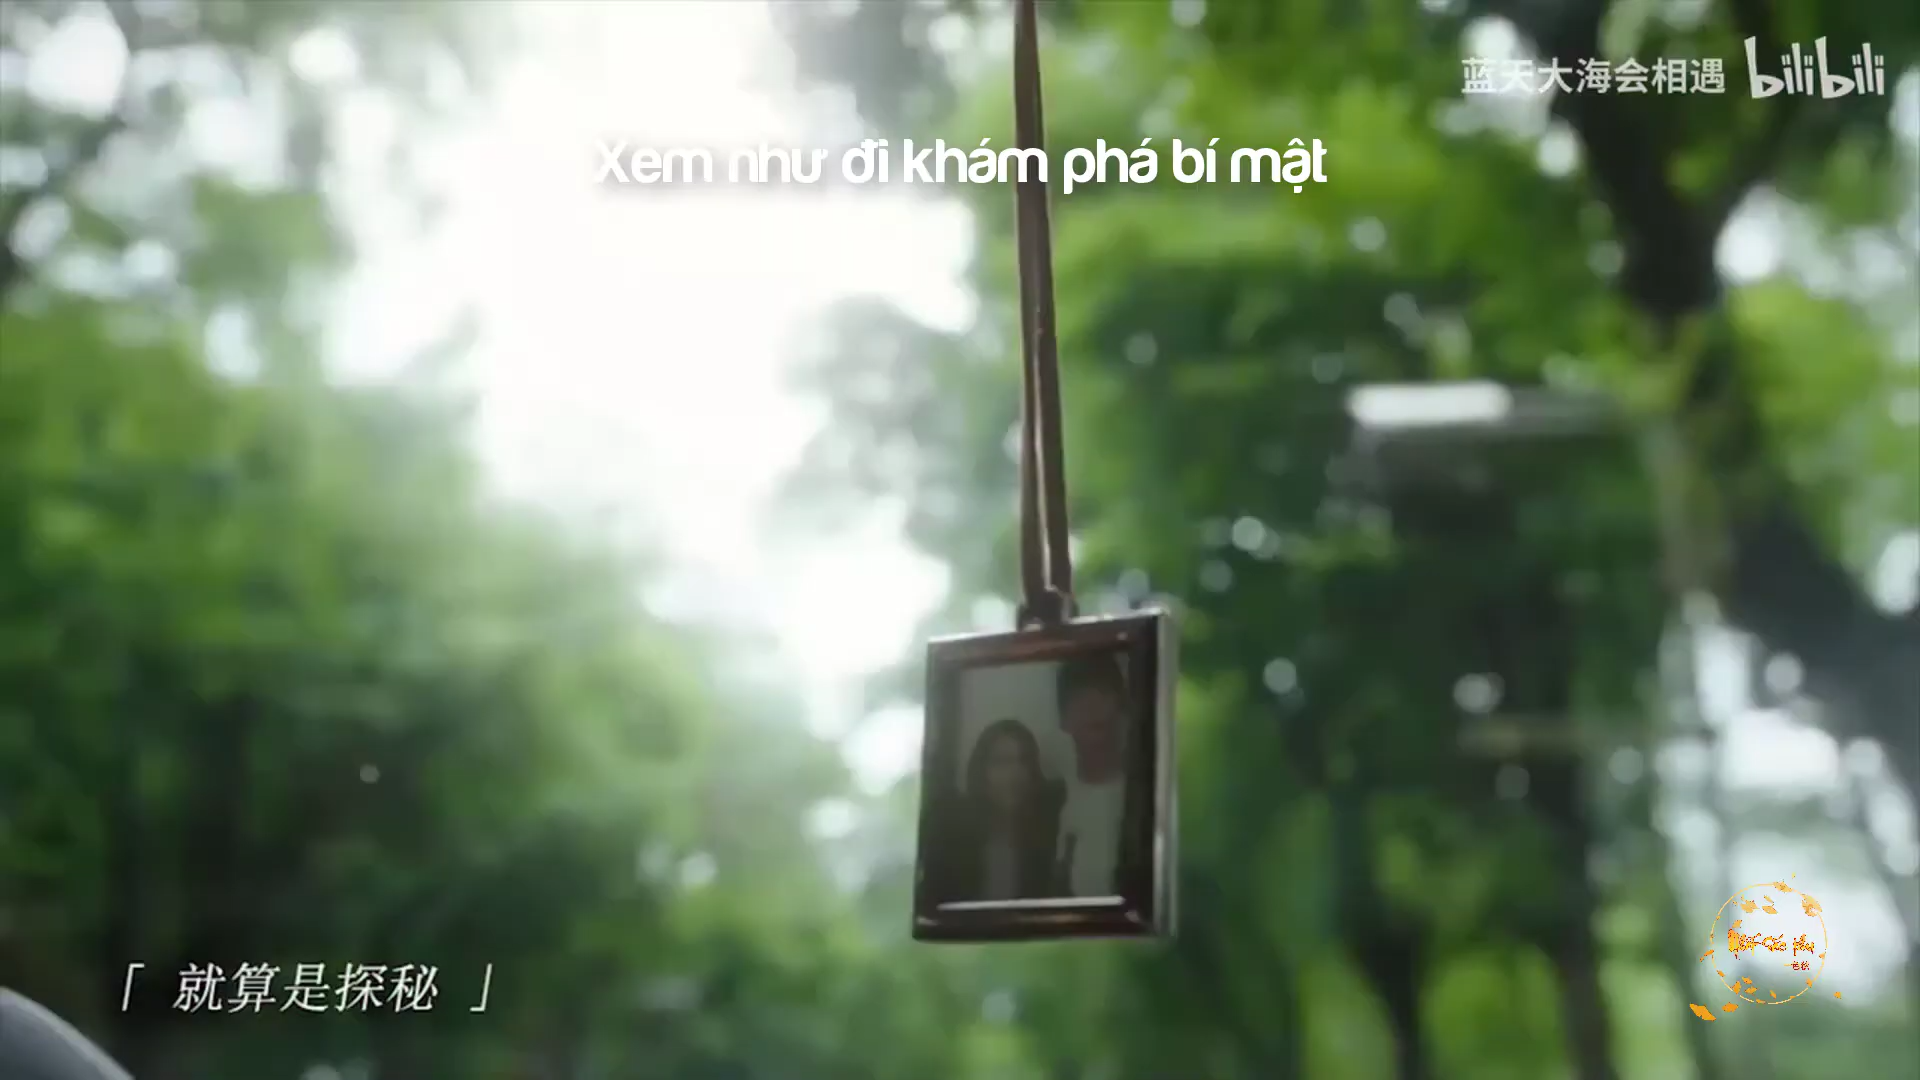 蓝天大海会相遇 bilibili
Xem như đi khám phá bí mật
「 就算是探秘 」